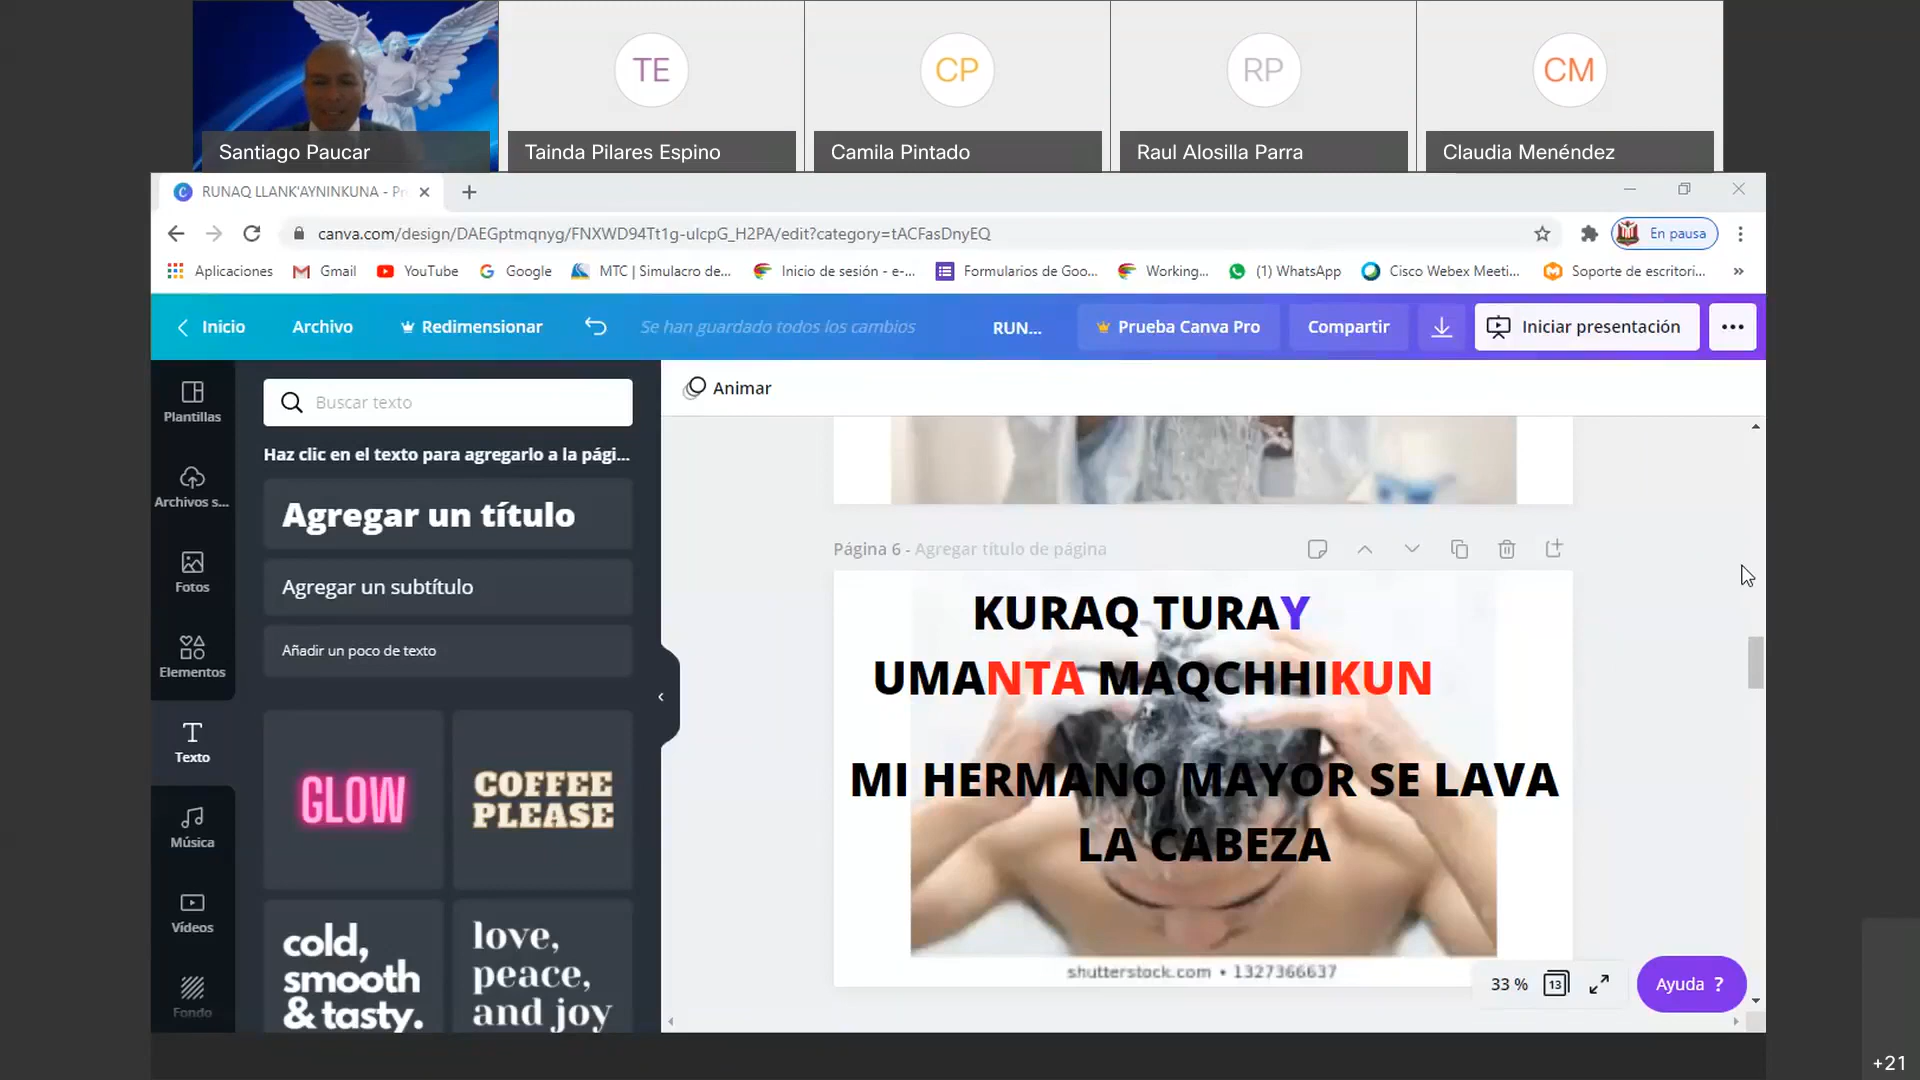 TE
CP
RP
CM
Santiago Paucar
Tainda Pilares Espino
Camila Pintado
Raul Alosilla Parra
Claudia Menéndez
RUNAQ LLANK'AYNINKUNA - Pr
canva.com/design/DAEGptmqnyg/FNXWD94Tt1g-ulcpG_H2PA/edit?category=tACFasDnyEQ
En pausa
Aplicaciones
Gmail
YouTube
Google
MTC | Simulacro de...
Inicio de sesión - e-...
Formularios de Goo...
Working...
(1) WhatsApp
Cisco Webex Meeti...
Soporte de escritori...
Inicio
Archivo
Redimensionar
Se han guardado todos los cambios
RUN...
Prueba Canva Pro
Compartir
Iniciar presentación
Plantillas
Archivos s...
Fotos
Elementos
Texto
Música
Vídeos
Fondo
Buscar texto
Haz clic en el texto para agregarlo a la pági...
Agregar un título
Agregar un subtítulo
Añadir un poco de texto
GLOW
COFFEE
PLEASE
cold,
smooth
& tasty.
love,
peace,
and joy
Animar
Página 6 - Agregar título de página
KURAQ TURAY
UMANTA MAQCHHIKUN
MI HERMANO MAYOR SE LAVA
LA CABEZA
shutterstock.com • 1327366637
33 %
13
Ayuda ?
+21